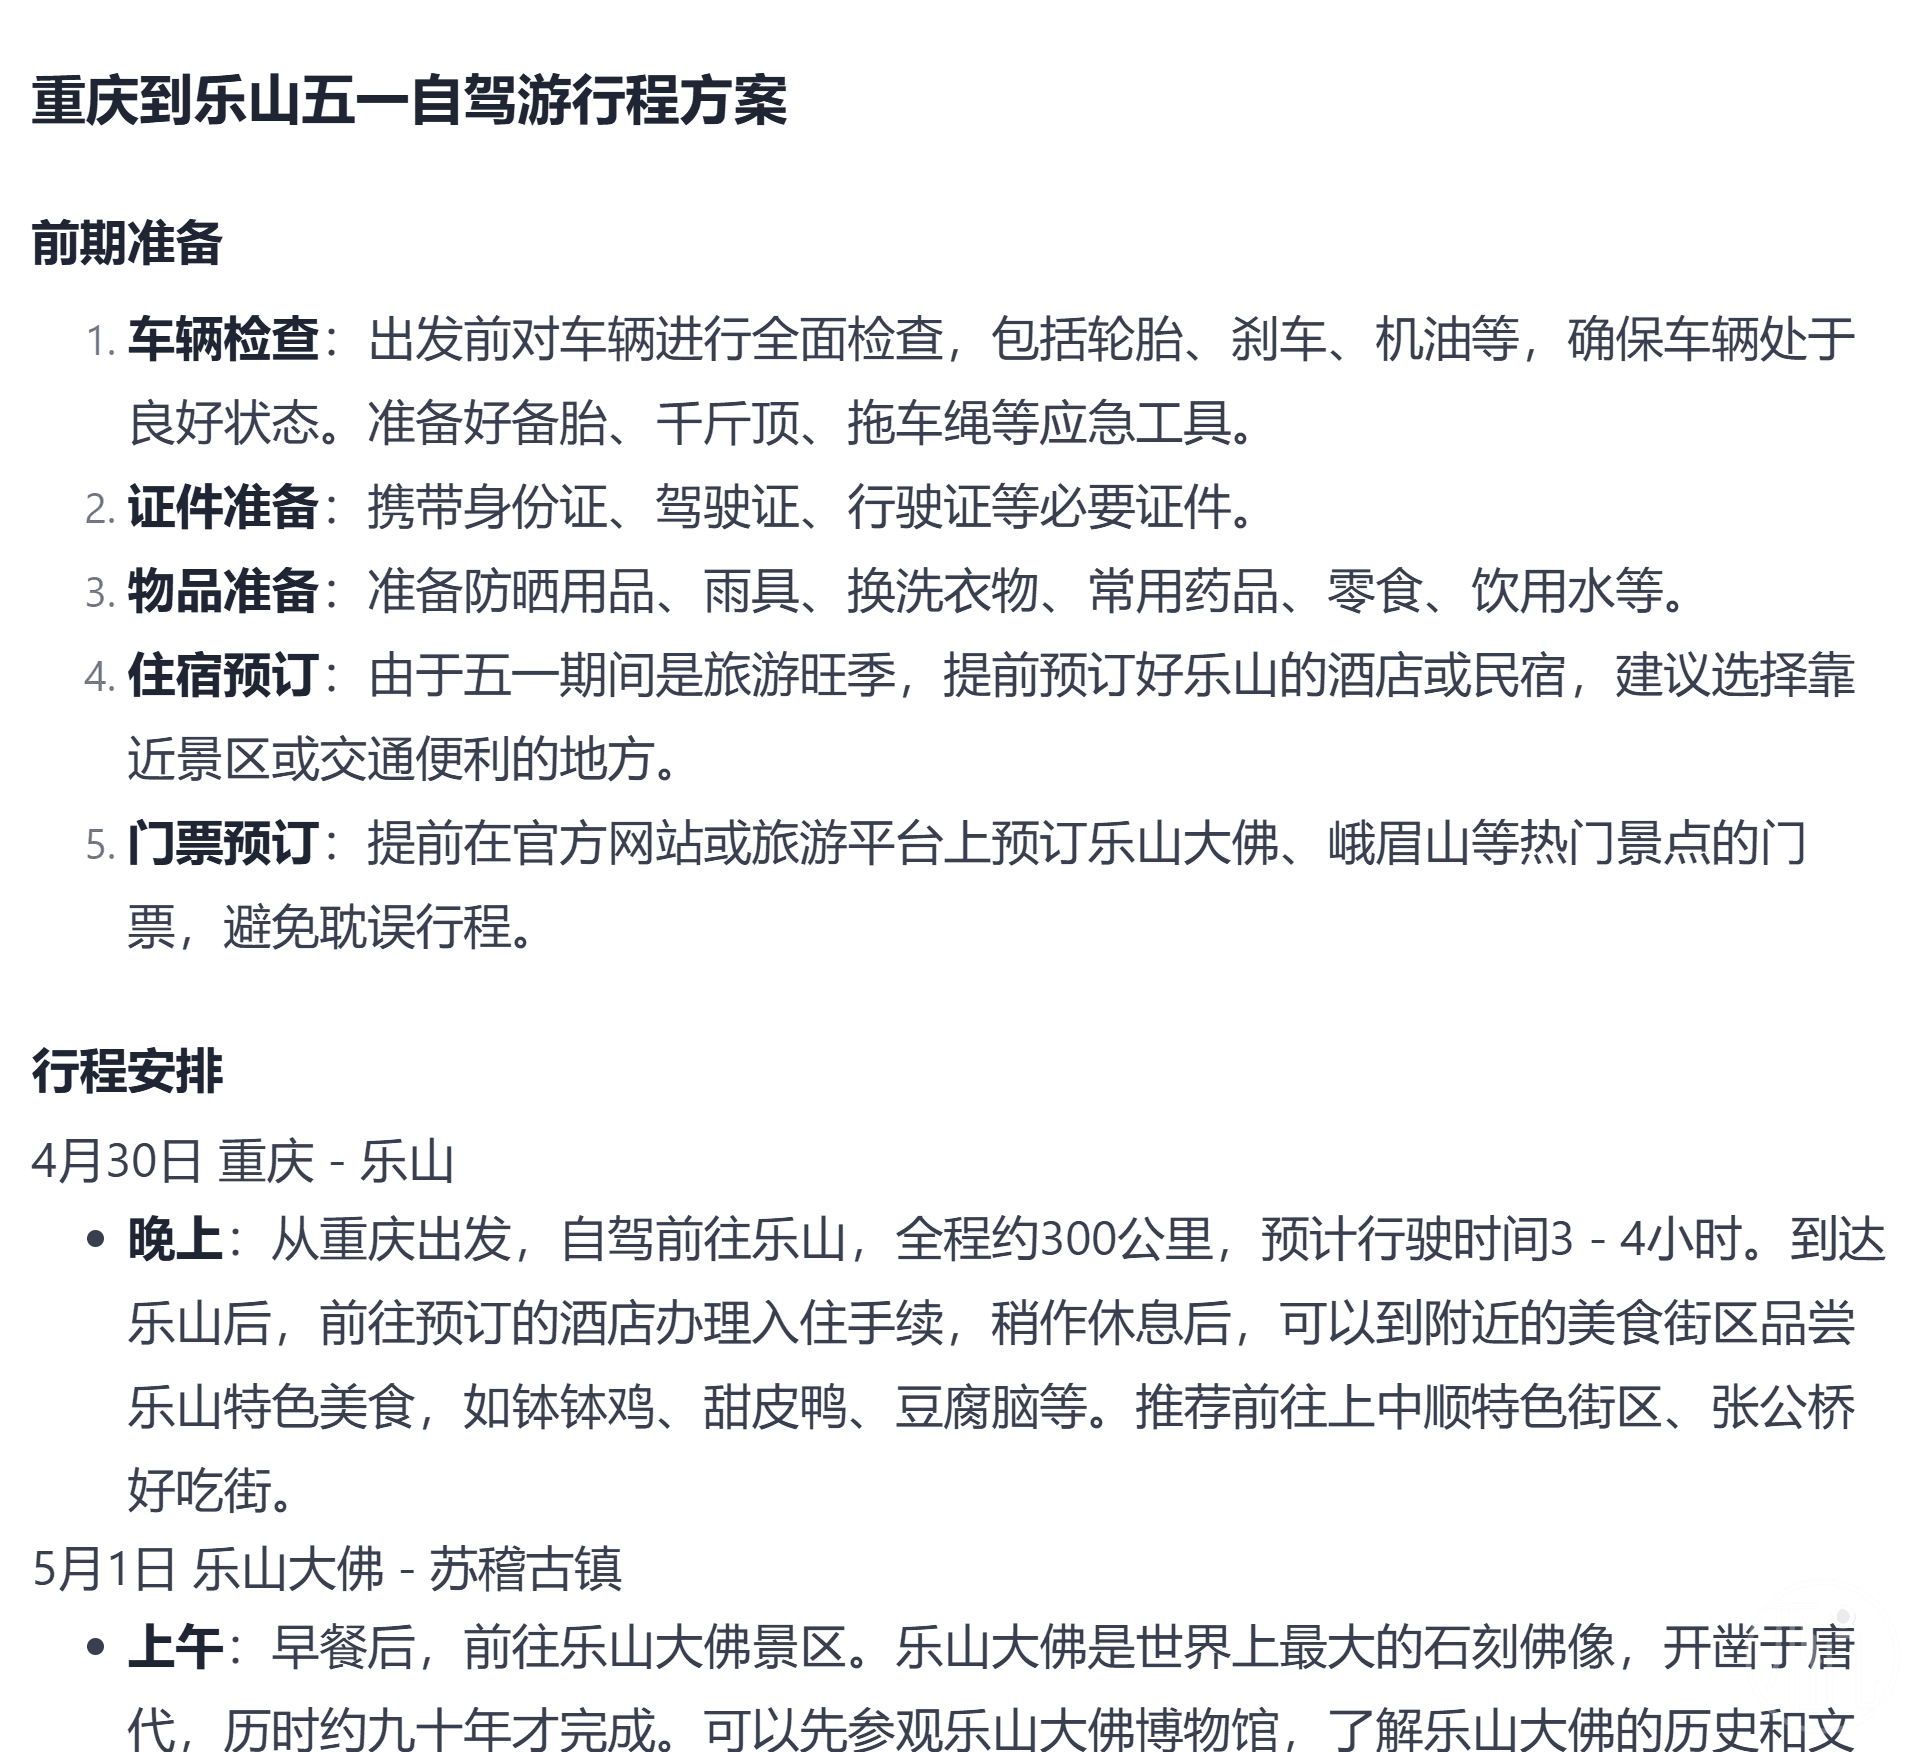 重庆到乐山五一自驾游行程方案
前期准备
1. 车辆检查：出发前对车辆进行全面检查，包括轮胎、刹车、机油等，确保车辆处于
良好状态。准备好备胎、千斤顶、拖车绳等应急工具。
2. 证件准备：携带身份证、驾驶证、行驶证等必要证件。
3. 物品准备：准备防晒用品、雨具、换洗衣物、常用药品、零食、饮用水等。
4. 住宿预订：由于五一期间是旅游旺季，提前预订好乐山的酒店或民宿，建议选择靠
近景区或交通便利的地方。
5. 门票预订：提前在官方网站或旅游平台上预订乐山大佛、峨眉山等热门景点的门
票，避免耽误行程。
行程安排
4月30日 重庆 - 乐山
• 晚上：从重庆出发，自驾前往乐山，全程约300公里，预计行驶时间3 - 4小时。到达
乐山后，前往预订的酒店办理入住手续，稍作休息后，可以到附近的美食街区品尝
乐山特色美食，如钵钵鸡、甜皮鸭、豆腐脑等。推荐前往上中顺特色街区、张公桥
好吃街。
5月1日 乐山大佛 - 苏稽古镇
• 上午：早餐后，前往乐山大佛景区。乐山大佛是世界上最大的石刻佛像，开凿于唐
代，历时约九十年才完成。可以先参观乐山大佛博物馆，了解乐山大佛的历史和文